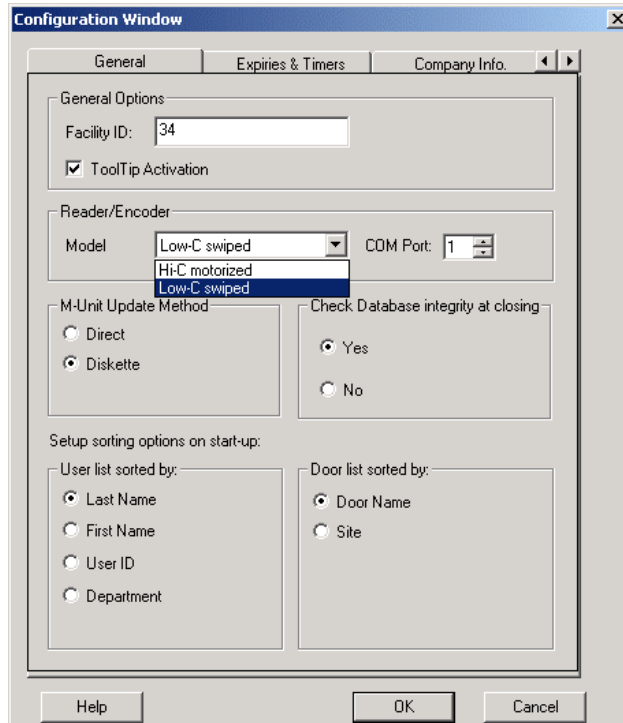 Configuration Window
General Expiries & Timers Company Info.
General Options
Facility ID: 34
ToolTip Activation
Reader/Encoder
Model Low-C swiped COM Port: 1
Hi-C motorized
Low-C swiped
M-Unit Update Method Check Database integrity at closing
Direct Yes
Diskette No
Setup sorting options on start-up:
User list sorted by: Door list sorted by:
Last Name Door Name
First Name Site
User ID
Department
Help OK Cancel